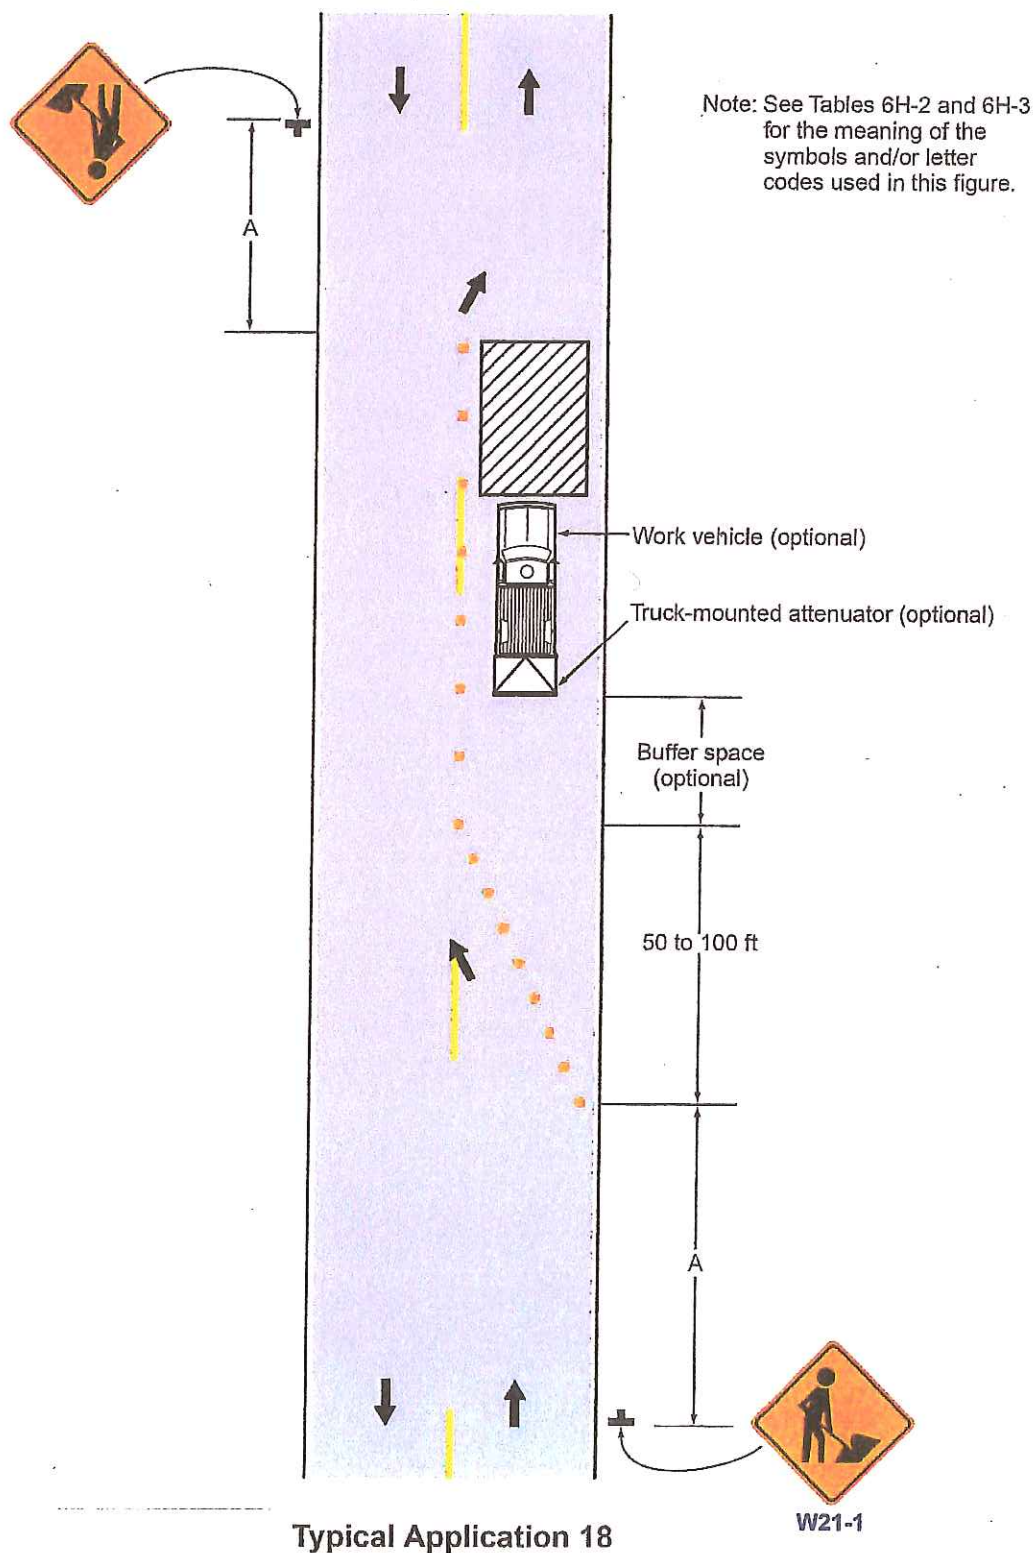 Note: See Tables 6H-2 and 6H-3
for the meaning of the
symbols and/or letter
codes used in this figure.
A
Work vehicle (optional)
Truck-mounted attenuator (optional)
Buffer space
(optional)
50 to 100 ft
A
W21-1
Typical Application 18